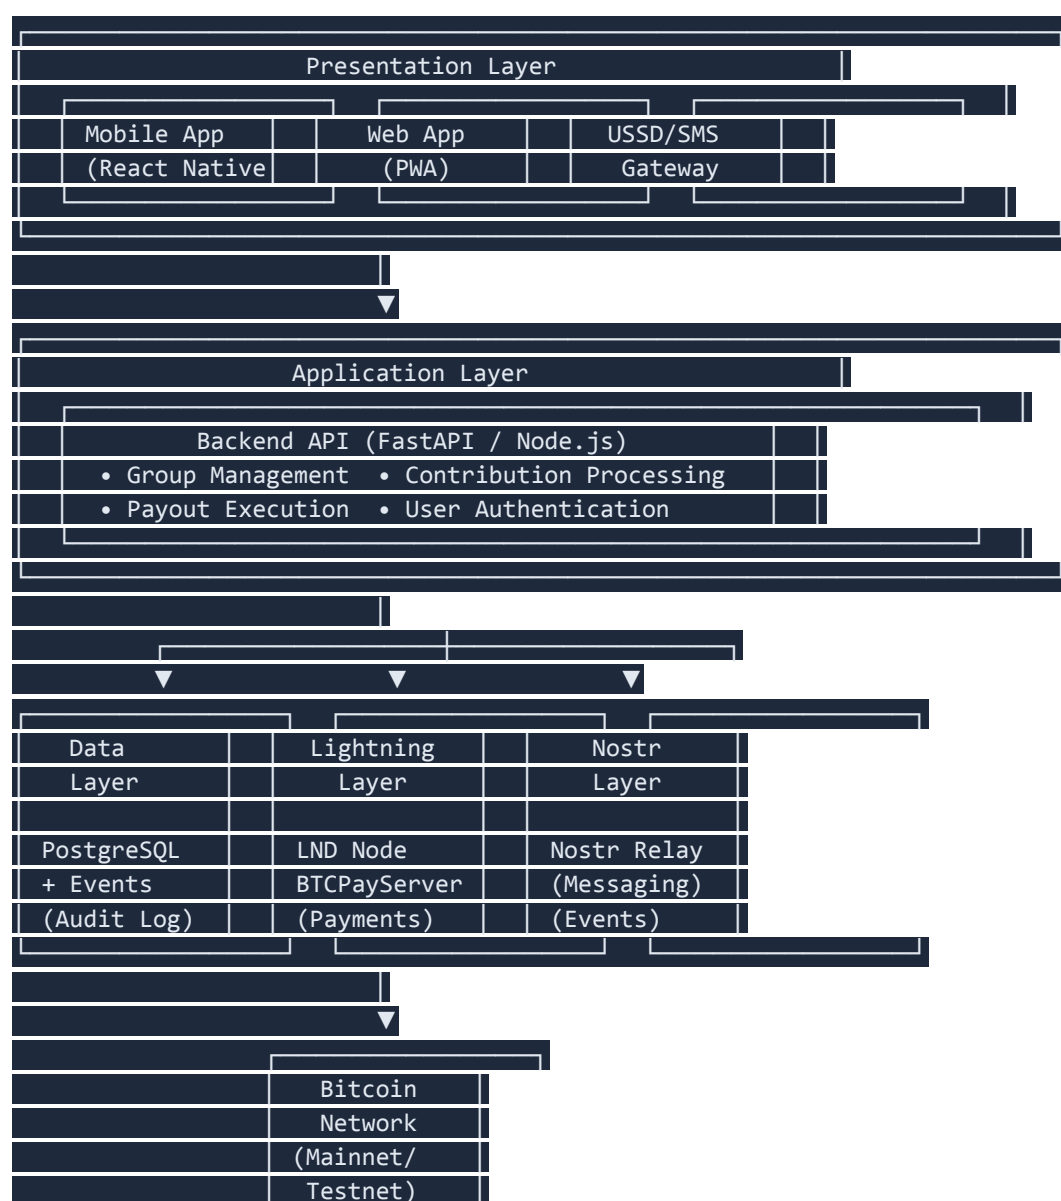 Presentation Layer
Mobile App Web App USSD/SMS
(React Native (PWA) Gateway
▼
Application Layer
Backend API (FastAPI / Node.js)
• Group Management • Contribution Processing
• Payout Execution • User Authentication
▼ ▼ ▼
Data Lightning Nostr
Layer Layer Layer
PostgreSQL LND Node Nostr Relay
+ Events BTCPayServer (Messaging)
(Audit Log) (Payments) (Events)
▼
Bitcoin
Network
(Mainnet/
Testnet)